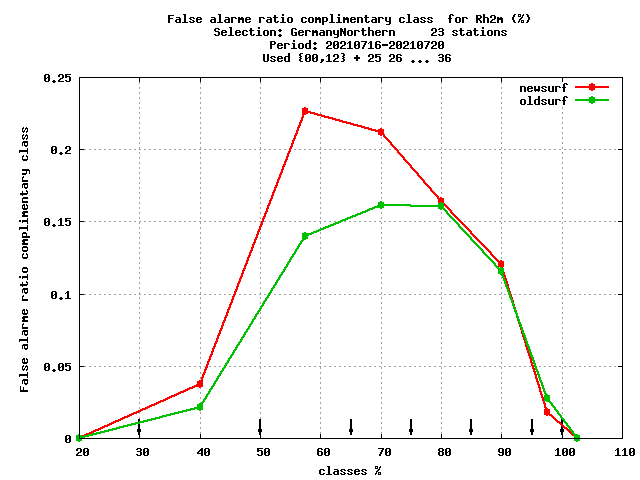 False alarme ratio complimentary class  for Rh2m (%)
Selection: GermanyNorthern     23 stations
Period: 20210716-20210720
Used {00,12} + 25 26 ... 36
newsurf
oldsurf
0.25
0.2
0.15
0.1
0.05
0
False alarme ratio complimentary class
20 30 40 50 60 70 80 90 100 110
classes %